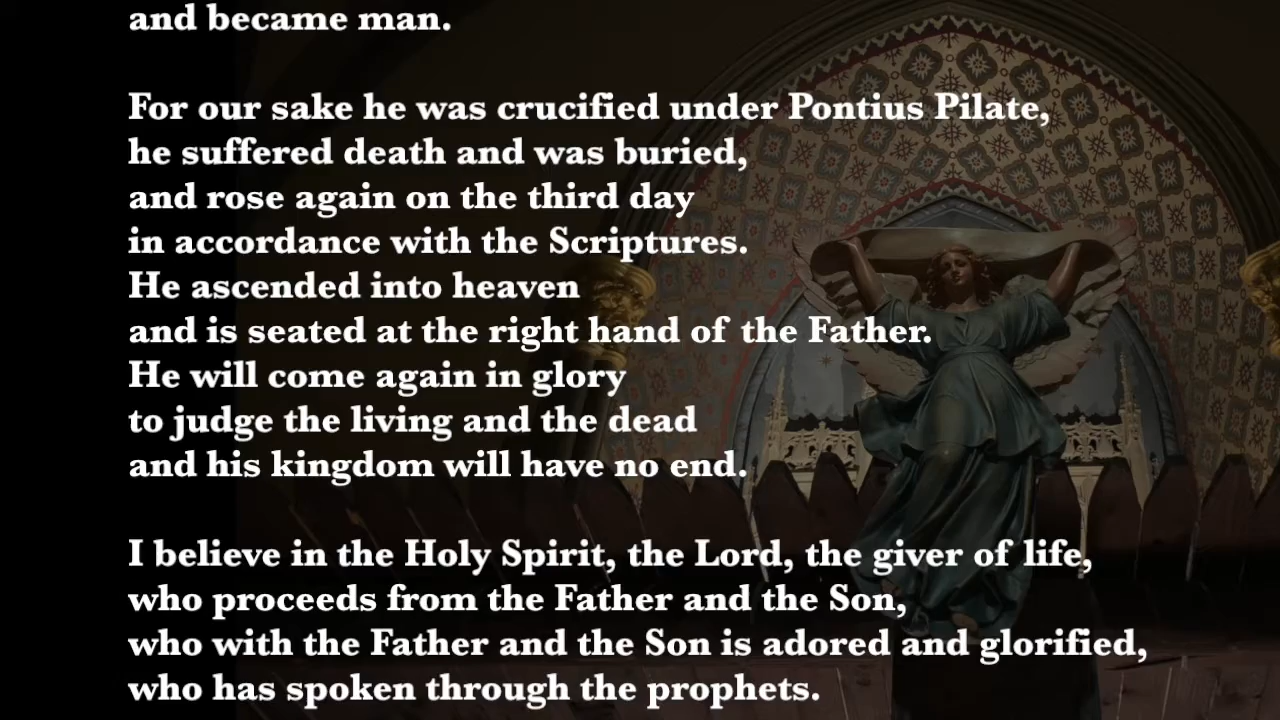 and became man.
For our sake he was crucified under Pontius Pilate,
he suffered death and was buried,
and rose again on the third day
in accordance with the Scriptures.
He ascended into heaven
and is seated at the right hand of the Father.
He will come again in glory
to judge the living and the dead
and his kingdom will have no end.
I believe in the Holy Spirit, the Lord, the giver of life,
who proceeds from the Father and the Son,
who with the Father and the Son is adored and glorified,
who has spoken through the prophets.